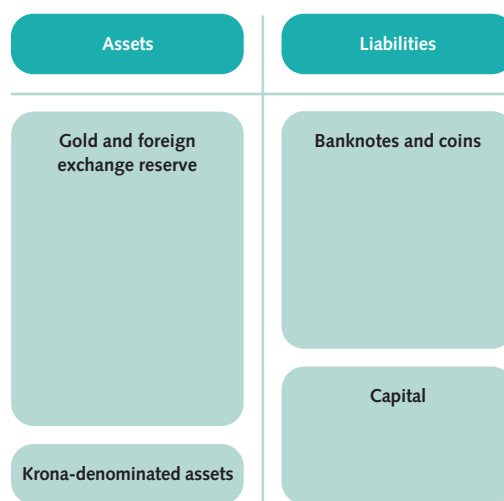 Assets
Liabilities
Gold and foreign
exchange reserve
Banknotes and coins
Capital
Krona-denominated assets